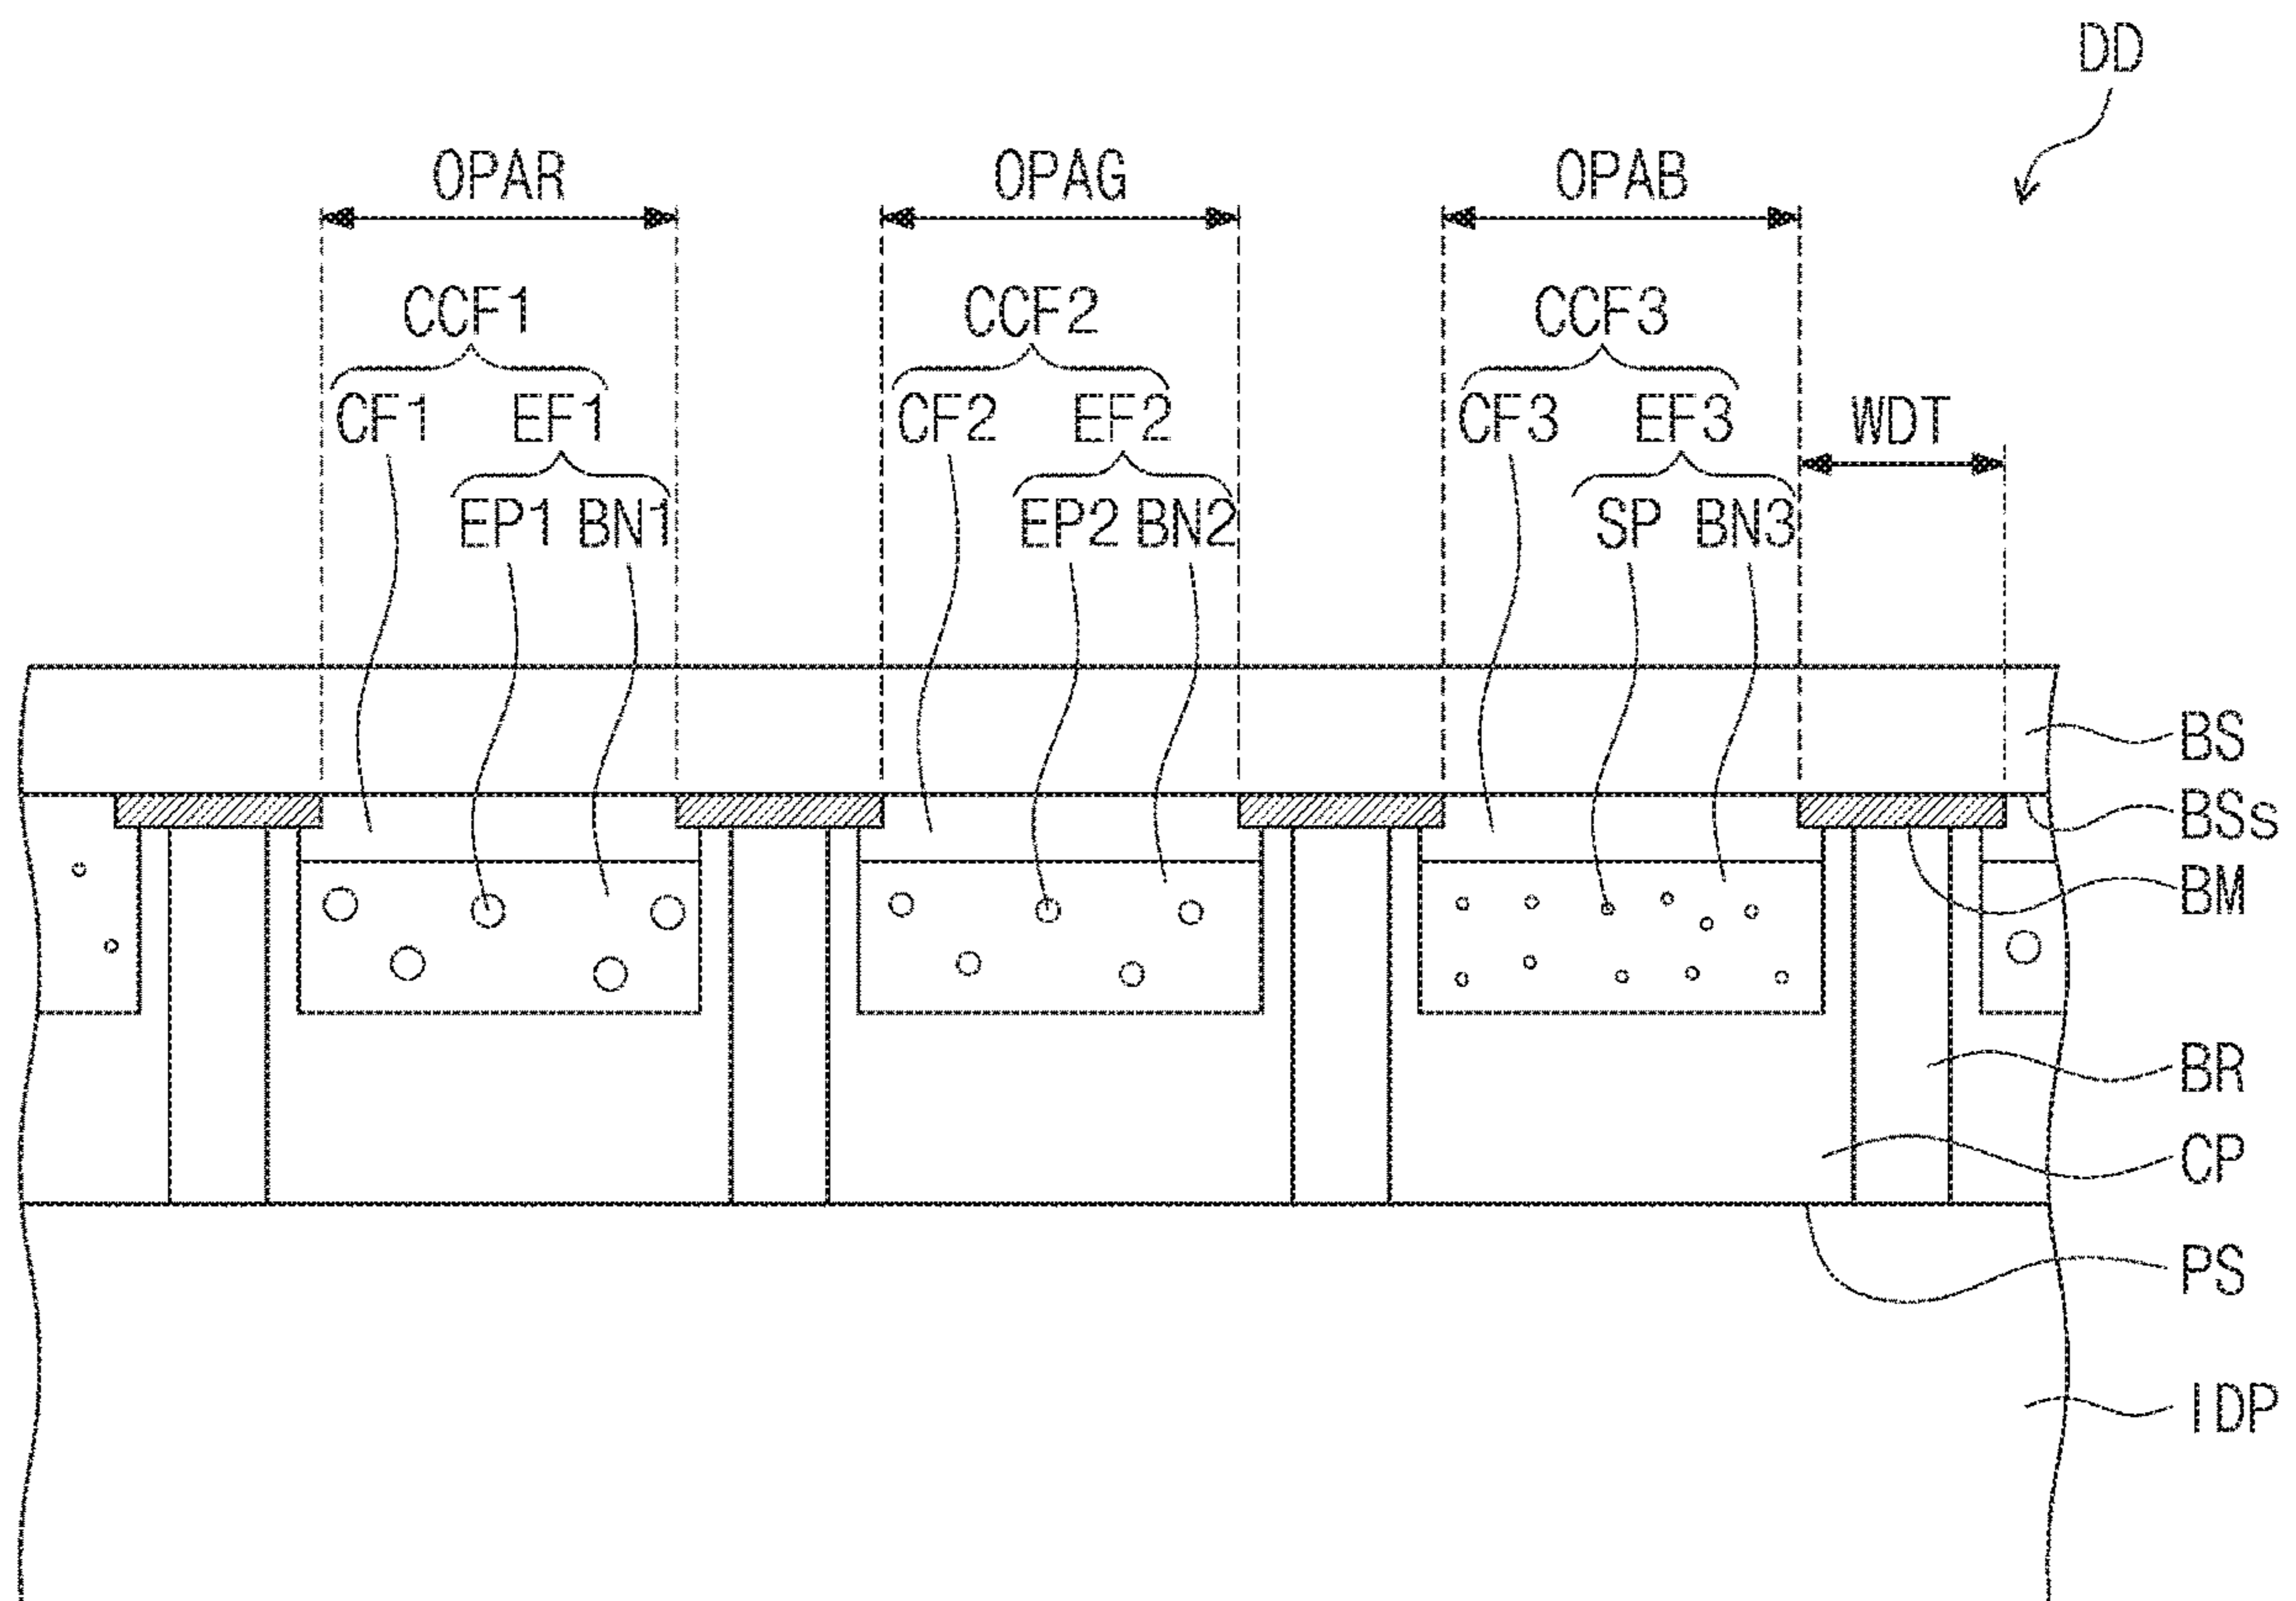 DD
OPAR OPAG OPAB
CCF1 CCF2 CCF3
CF1 EF1 CF2 EF2 CF3 EF3 WDT
EP1 BN1 EP2 BN2 SP BN3
BS
BSs
BM
BR
CP
PS
IDP